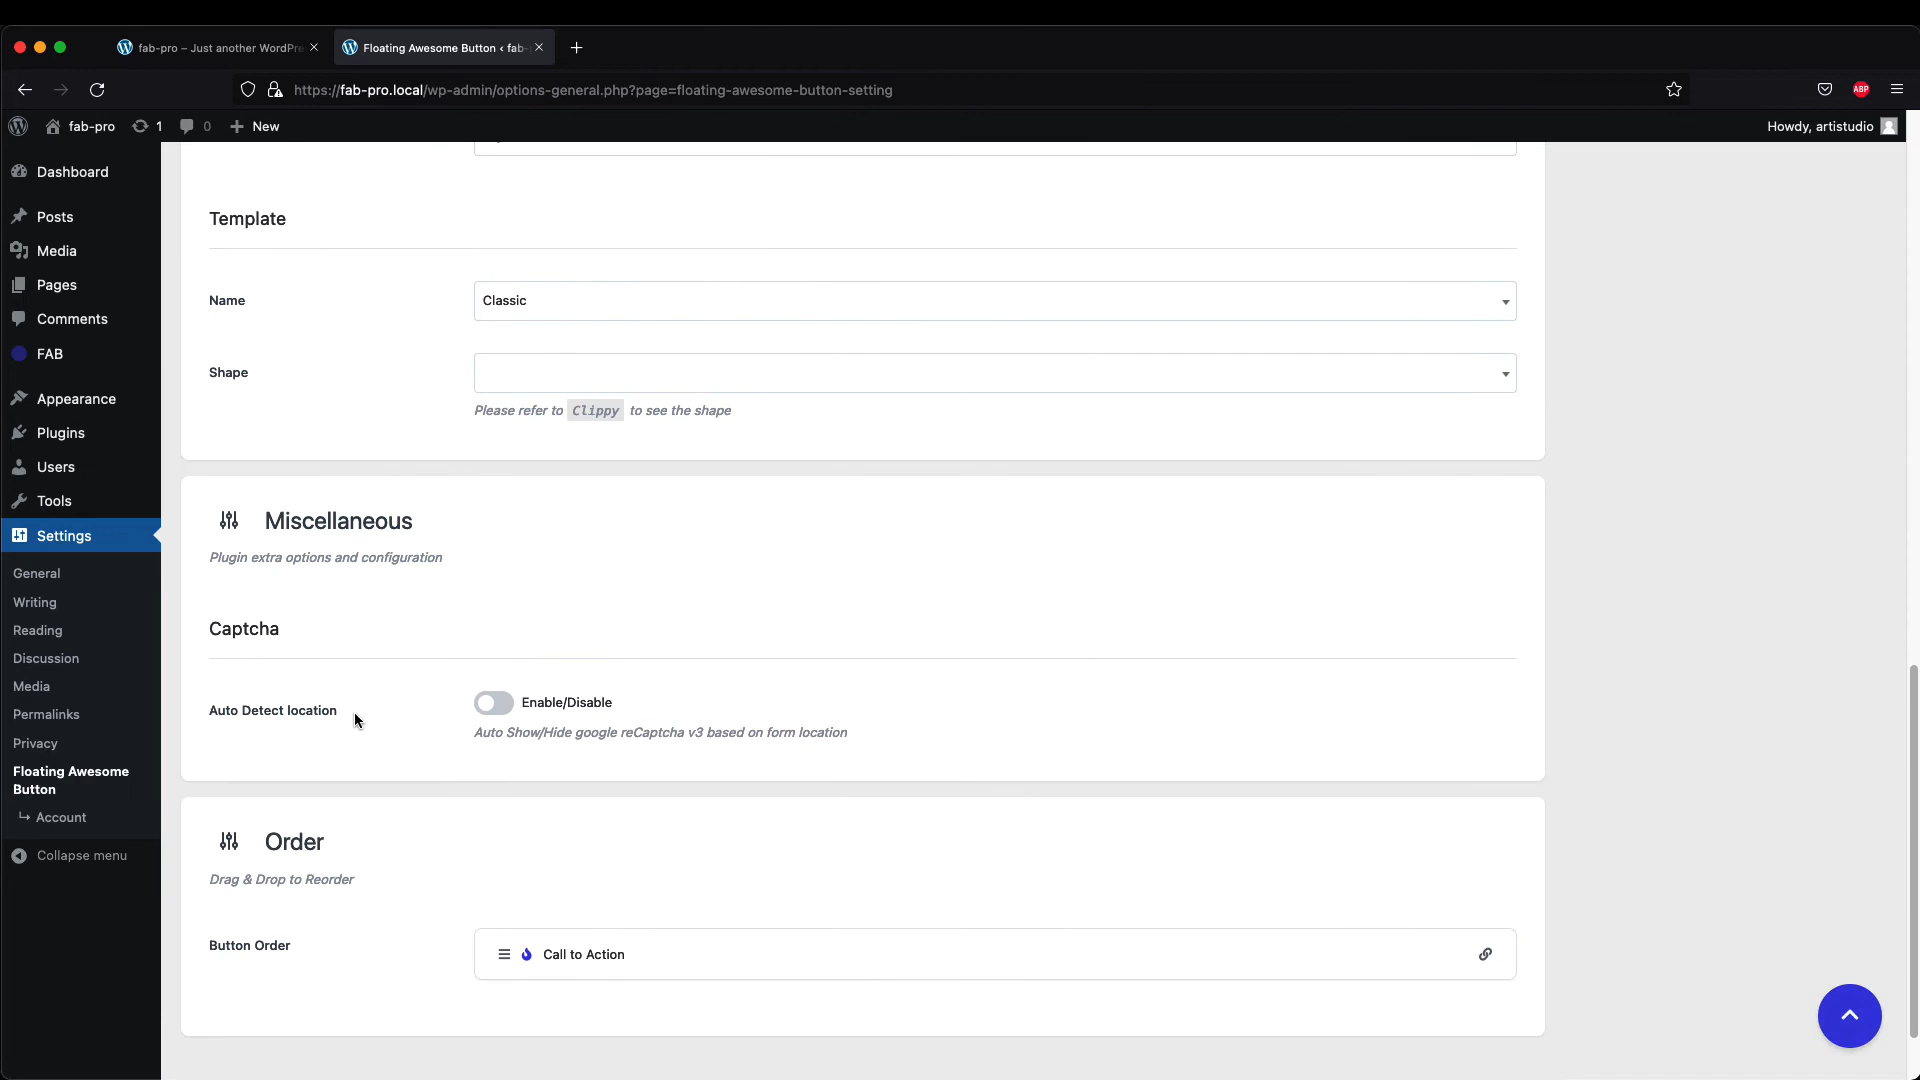 fab-pro – Just another WordPre
Floating Awesome Button ‹ fab-
https://fab-pro.local/wp-admin/options-general.php?page=floating-awesome-button-setting
ABP
fab-pro
1
0
New
Howdy, artistudio
Dashboard
Posts
Media
Pages
Comments
FAB
Appearance
Plugins
Users
Tools
Settings
General
Writing
Reading
Discussion
Media
Permalinks
Privacy
Floating Awesome
Button
Account
Collapse menu
Template
Name
Classic
Shape
Please refer to Clippy to see the shape
Miscellaneous
Plugin extra options and configuration
Captcha
Auto Detect location
Enable/Disable
Auto Show/Hide google reCaptcha v3 based on form location
Order
Drag & Drop to Reorder
Button Order
Call to Action